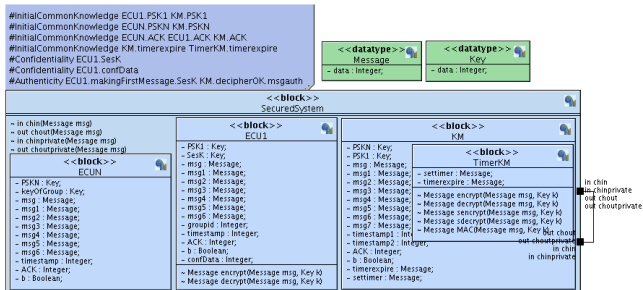 #InitialCommonKnowledge ECU1.PSK1 KM.PSK1
#InitialCommonKnowledge ECUN.PSKN KM.PSKN
#InitialCommonKnowledge ECUN.ACK ECU1.ACK KM.ACK
#InitialCommonKnowledge KM.timerexpire TimerKM.timerexpire
#Confidentiality ECU1.SesK
#Confidentiality ECU1.confData
#Authenticity ECU1.makingFirstMessage.SesK KM.decipherOK.msgauth
<<datatype>>
Message
- data : Integer;
<<datatype>>
Key
- data : Integer;
<<block>>
SecuredSystem
~ in chin(Message msg)
~ out chout(Message msg)
~ in chinprivate(Message msg)
~ out choutprivate(Message msg)
<<block>>
ECUN
- PSKN : Key;
- keyOfGroup : Key;
- msg : Message;
- msg1 : Message;
- msg2 : Message;
- msg3 : Message;
- msg4 : Message;
- msg5 : Message;
- msg6 : Message;
- timestamp : Integer;
- ACK : Integer;
- b : Boolean;
<<block>>
ECU1
- PSK1 : Key;
- SesK : Key;
- msg : Message;
- msg1 : Message;
- msg2 : Message;
- msg3 : Message;
- msg4 : Message;
- msg5 : Message;
- msg6 : Message;
- groupid : Integer;
- timestamp : Integer;
- ACK : Integer;
- b : Boolean;
- confData : Integer;
~ Message encrypt(Message msg, Key k)
~ Message decrypt(Message msg, Key k)
<<block>>
KM
- PSKN : Key;
- PSK1 : Key;
- msg : Message;
- msg1 : Message;
- msg2 : Message;
- msg3 : Message;
- msg4 : Message;
- msg5 : Message;
- msg6 : Message;
- msg7 : Message;
- timestamp1 : Int
- timestamp2 : Integer;
- ACK : Integer;
- b : Boolean;
- timerexpire : Message;
- settimer : Message;
<<block>>
TimerKM
- settimer : Message;
- timerexpire : Message;
~ Message encrypt(Message msg, Key k)
~ Message decrypt(Message msg, Key k)
~ Message sencrypt(Message msg, Key k)
~ Message sdecrypt(Message msg, Key k)
~ Message MAC(Message msg, Key k)
in chin
in chinprivate
out chout
out choutprivate
out chout
out choutprivate
in chin
in chinprivate